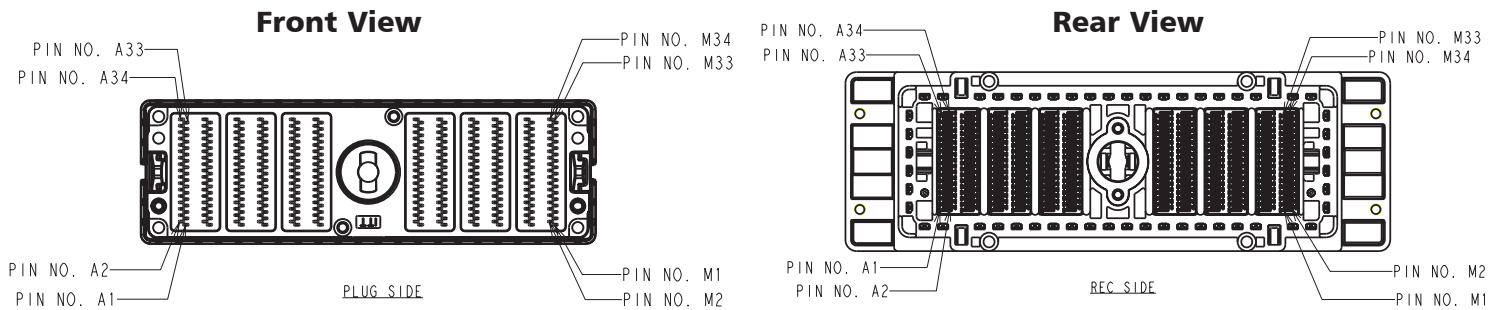 Front View
PIN NO. A33
PIN NO. A34
PIN NO. M34
PIN NO. M33
PIN NO. A2
PIN NO. A1
PIN NO. M1
PIN NO. M2
ITT
PLUG SIDE
Rear View
PIN NO. A34
PIN NO. A33
PIN NO. M33
PIN NO. M34
PIN NO. A1
PIN NO. A2
PIN NO. M2
PIN NO. M1
REC SIDE